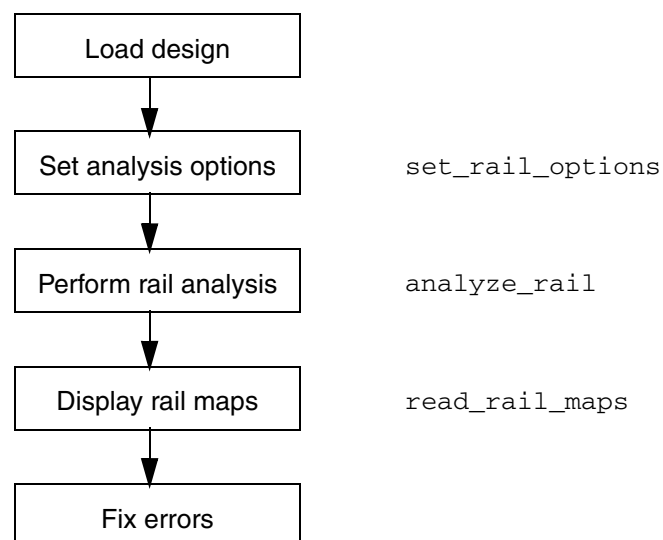 Load design
Set analysis options set_rail_options
Perform rail analysis analyze_rail
Display rail maps read_rail_maps
Fix errors